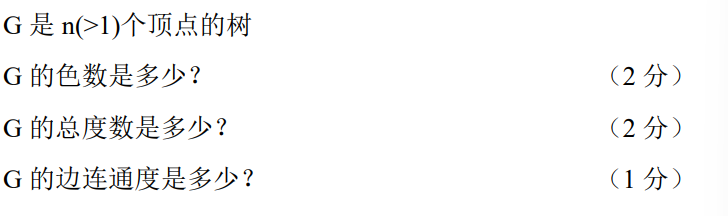 G 是 n(>1)个顶点的树
G 的色数是多少？（2 分）
G 的总度数是多少？（2 分）
G 的边连通度是多少？（1 分）